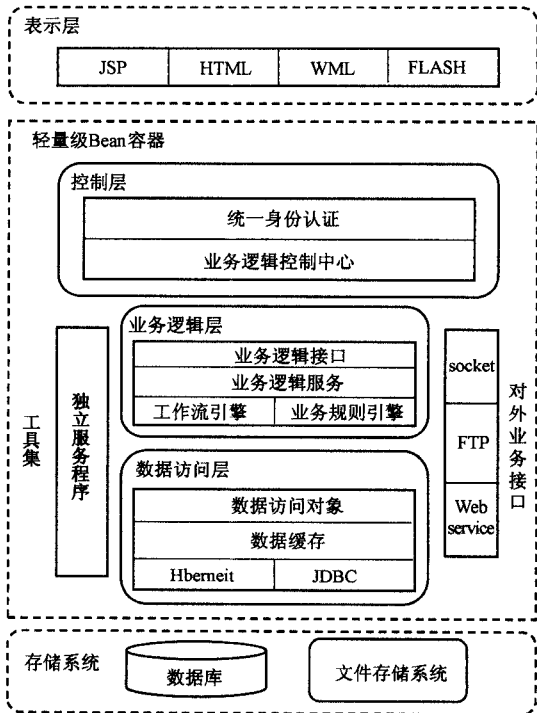 表示层
JSP
HTML
WML
FLASH
轻量级Bean容器
控制层
统一身份认证
业务逻辑控制中心
工具集
独立服务程序
业务逻辑层
业务逻辑接口
业务逻辑服务
工作流引擎
业务规则引擎
数据访问层
数据访问对象
数据缓存
Hberneit
JDBC
socket
FTP
Web
service
对外业务接口
存储系统
数据库
文件存储系统